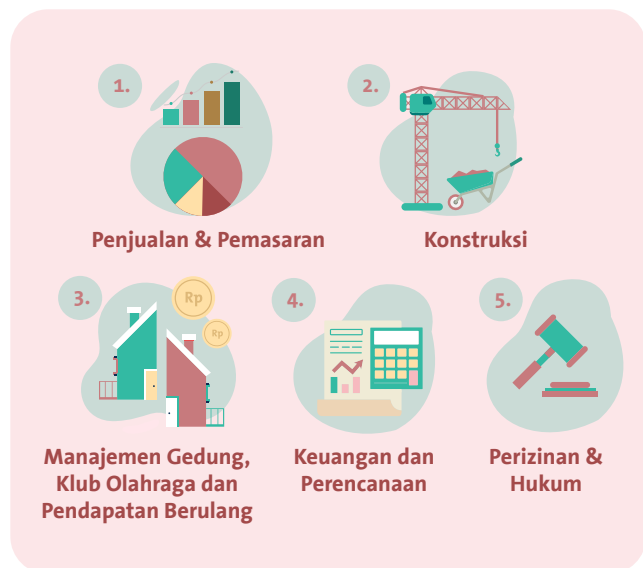 1.
Penjualan & Pemasaran
2.
Konstruksi
3.
Rp
Rp
Manajemen Gedung,
Klub Olahraga dan
Pendapatan Berulang
4.
Keuangan dan
Perencanaan
5.
Perizinan &
Hukum